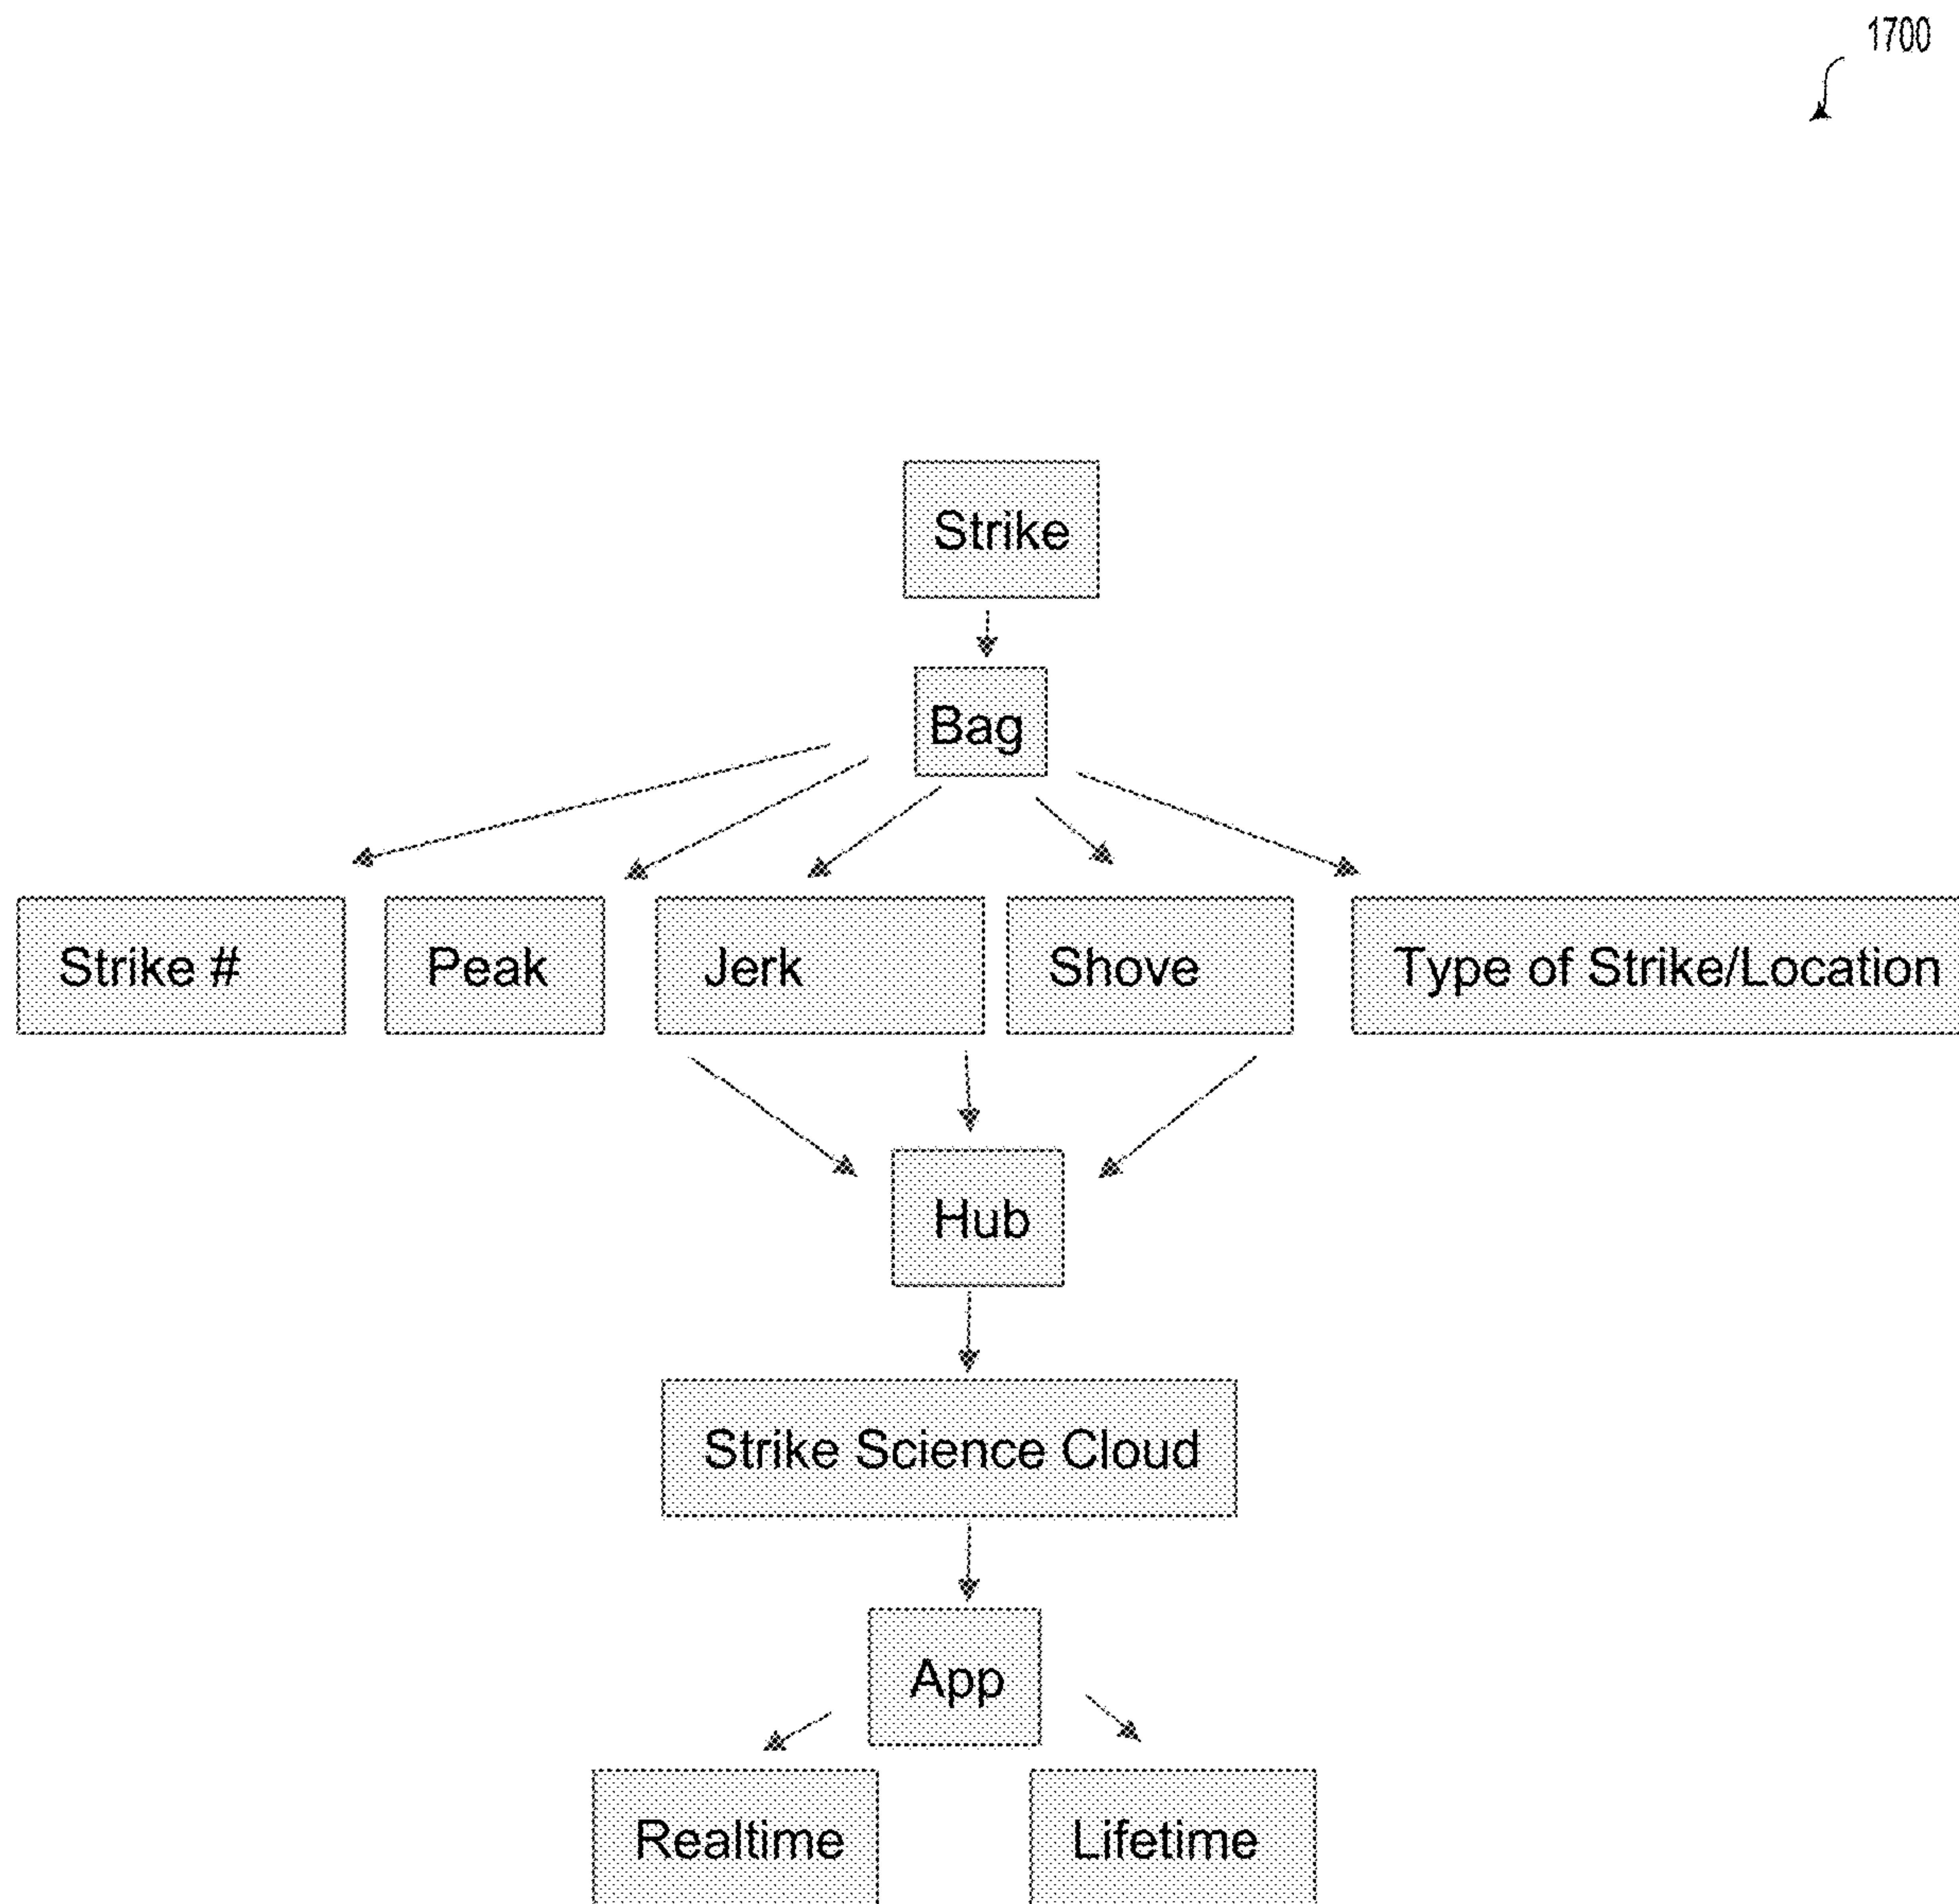 1700
Strike
Bag
Strike #
Peak
Jerk
Shove
Type of Strike/Location
Hub
Strike Science Cloud
App
Realtime
Lifetime